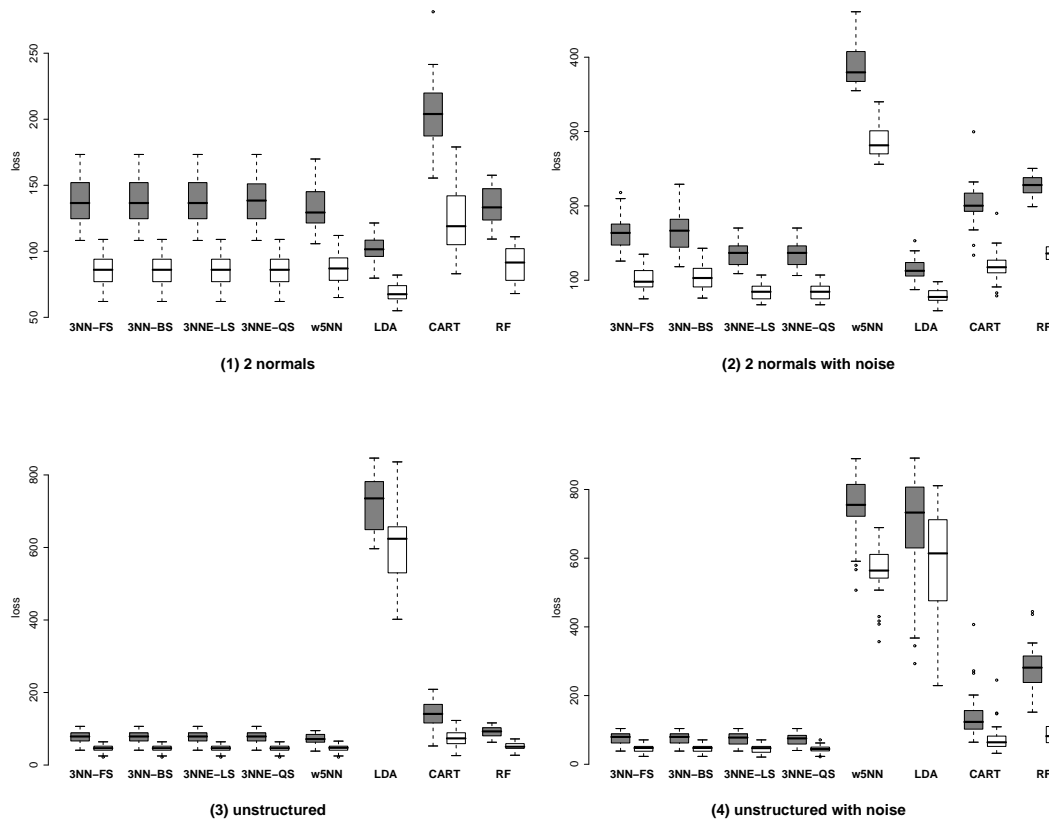 250
200
150
100
50
loss
3NN−FS 3NN−BS 3NNE−LS 3NNE−QS w5NN LDA CART RF
(1) 2 normals
400
300
200
100
loss
3NN−FS 3NN−BS 3NNE−LS 3NNE−QS w5NN LDA CART RF
(2) 2 normals with noise
800
600
400
200
0
loss
3NN−FS 3NN−BS 3NNE−LS 3NNE−QS w5NN LDA CART RF
(3) unstructured
800
600
400
200
0
loss
3NN−FS 3NN−BS 3NNE−LS 3NNE−QS w5NN LDA CART RF
(4) unstructured with noise